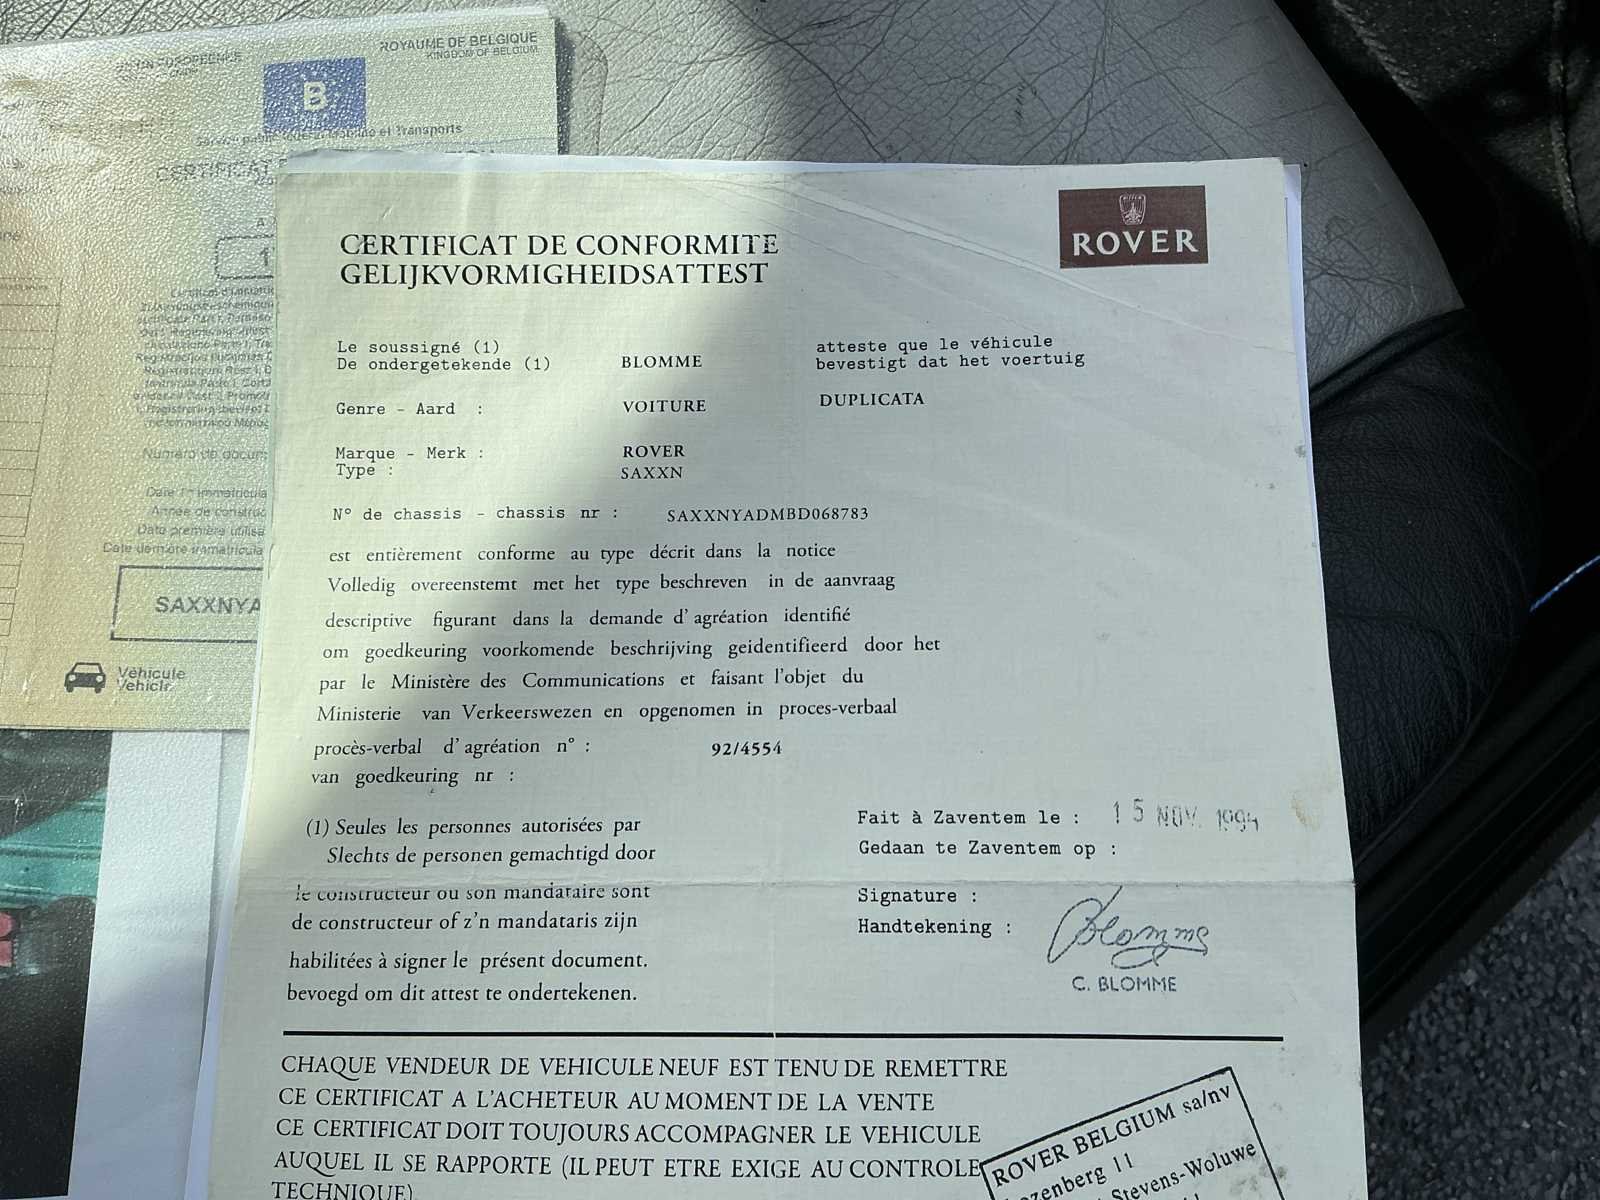 ROYAUME DE BELGIQUE
KINGDOM OF BELGIUM
B
et Transports
CERTIFICAT
SAXXNYA
Véhicule
ROVER
CERTIFICAT DE CONFORMITE
GELIJKVORMIGHEIDSATTEST
Le soussigné (1) atteste que le véhicule
De ondergetekende (1) BLOMME bevestigt dat het voertuig
Genre - Aard : VOITURE DUPLICATA
Marque - Merk : ROVER
Type : SAXXN
N° de chassis - chassis nr : SAXXNYADMBD068783
est entièrement conforme au type décrit dans la notice
Volledig overeenstemt met het type beschreven in de aanvraag
descriptive figurant dans la demande d'agréation identifié
om goedkeuring voorkomende beschrijving geidentifieerd door het
par le Ministère des Communications et faisant l'objet du
Ministerie van Verkeerswezen en opgenomen in proces-verbaal
procès-verbal d'agréation n° : 92/4554
van goedkeuring nr :
(1) Seules les personnes autorisées par
Slechts de personen gemachtigd door
le constructeur ou son mandataire sont
de constructeur of z'n mandataris zijn
habilitées à signer le présent document.
bevoegd om dit attest te ondertekenen.
Fait à Zaventem le : 15 NOV. 1994
Gedaan te Zaventem op :
Signature :
Handtekening : Blomme
C. BLOMME
CHAQUE VENDEUR DE VEHICULE NEUF EST TENU DE REMETTRE
CE CERTIFICAT A L'ACHETEUR AU MOMENT DE LA VENTE
CE CERTIFICAT DOIT TOUJOURS ACCOMPAGNER LE VEHICULE
AUQUEL IL SE RAPPORTE (IL PEUT ETRE EXIGE AU CONTROLE
TECHNIQUE).
ROVER BELGIUM sa/nv
ozenberg 11
Stevens-Woluwe